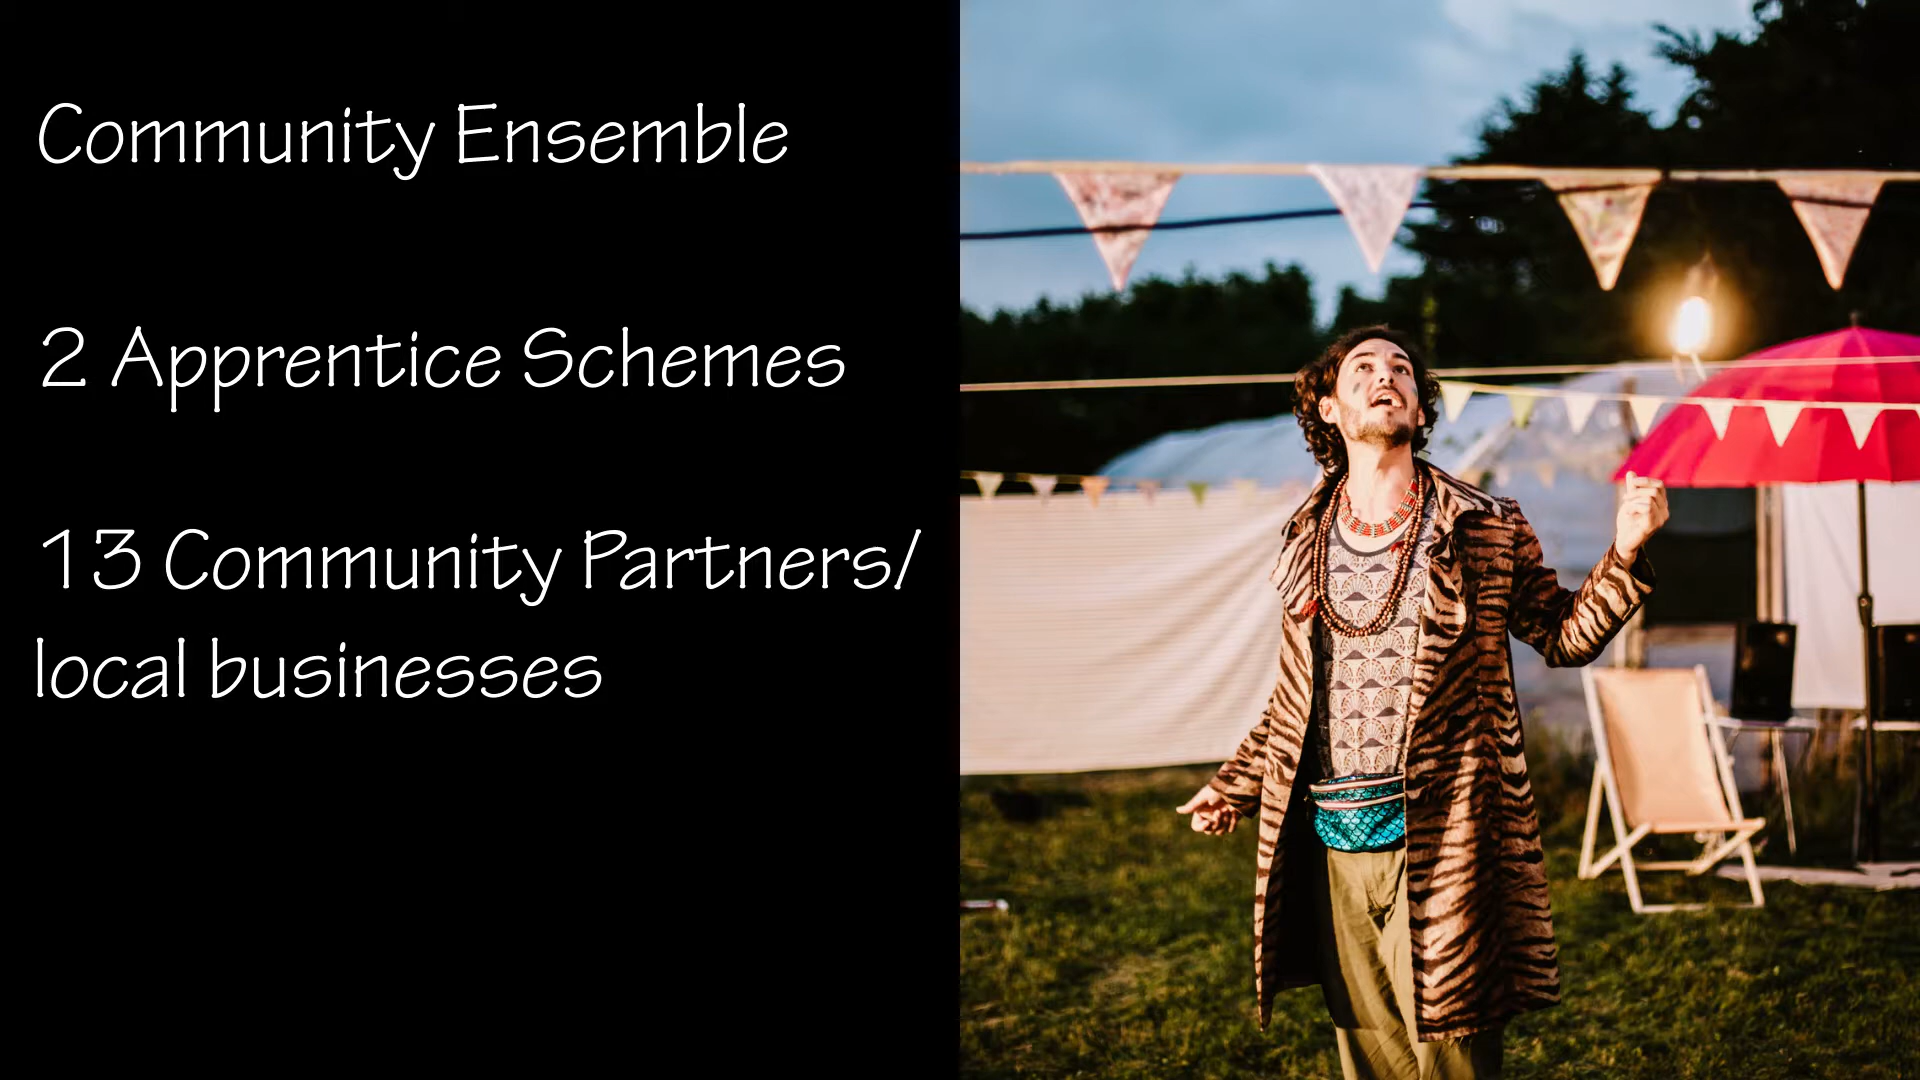 Community Ensemble
2 Apprentice Schemes
13 Community Partners/
local businesses